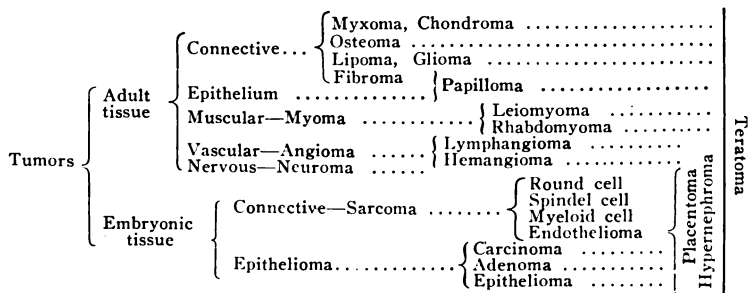 Myxoma, Chondroma
Connective...
Osteoma
Lipoma, Glioma
Fibroma
Adult
tissue
Epithelium
Papilloma
Muscular—Myoma
Leiomyoma
Rhabdomyoma
Vascular—Angioma
Lymphangioma
Nervous—Neuroma
Hemangioma
Tumors
Embryonic
tissue
Connective—Sarcoma
Round cell
Spindel cell
Myeloid cell
Endothelioma
Epithelioma
Carcinoma
Adenoma
Epithelioma
Placentoma
Hypernephroma
Teratoma